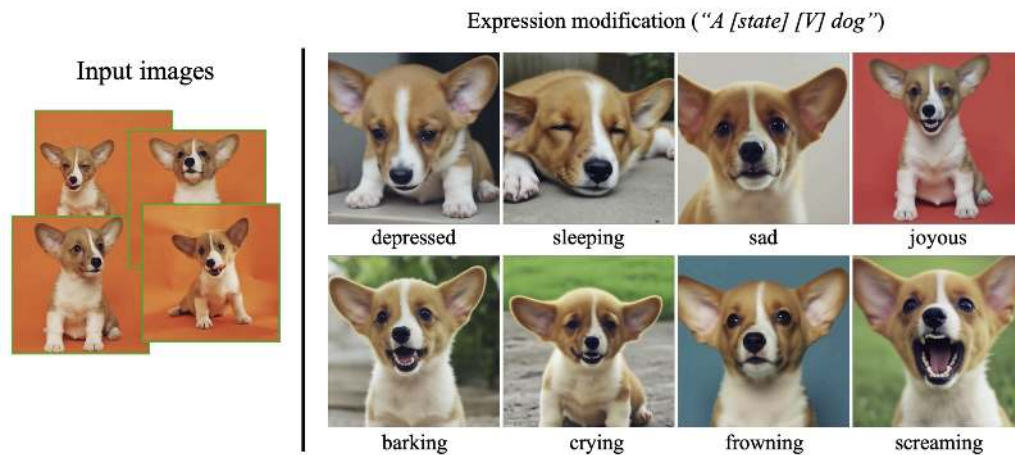 Expression modification (“A [state] [V] dog”)
Input images
depressed
sleeping
sad
joyous
barking
crying
frowning
screaming